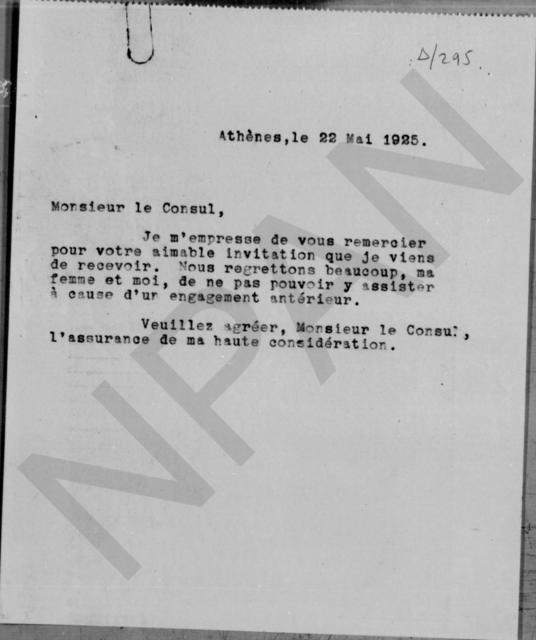 Δ/295.
Athènes, le 22 Mai 1925.
Monsieur le Consul,
Je m'empresse de vous remercier
pour votre aimable invitation que je viens
de recevoir. Nous regrettons beaucoup, ma
femme et moi, de ne pas pouvoir y assister
à cause d'un engagement antérieur.
Veuillez agréer, Monsieur le Consul,
l'assurance de ma haute considération.
NPAN